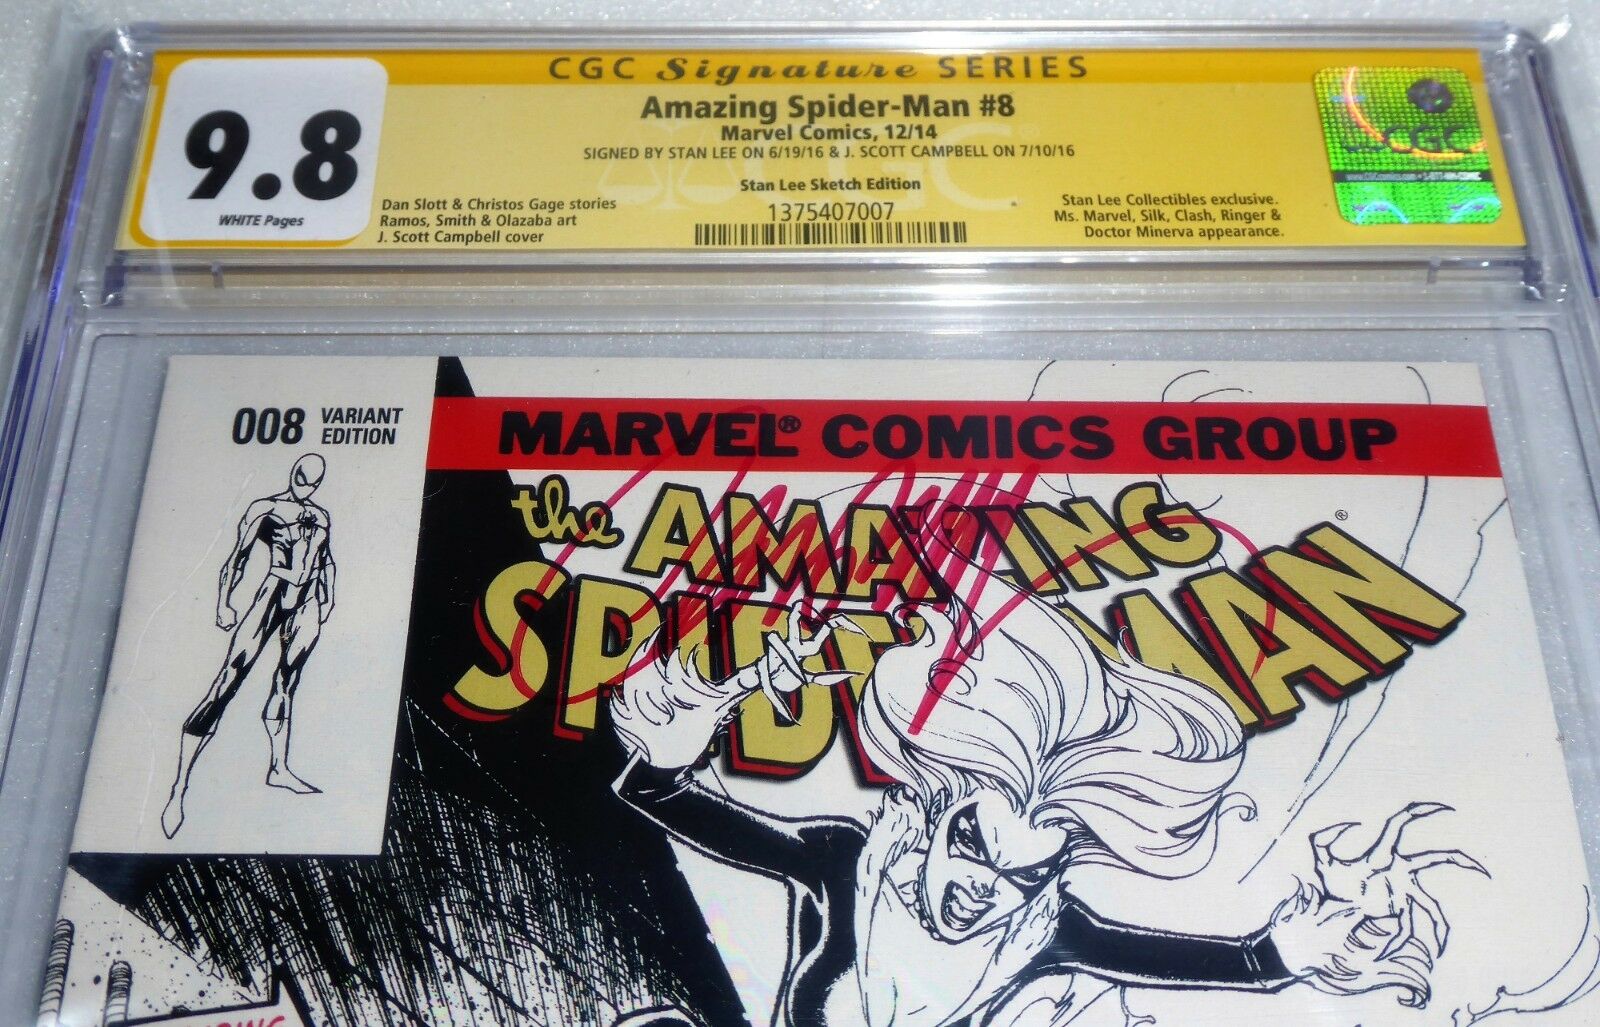 CGC Signature SERIES
Amazing Spider-Man #8
Marvel Comics, 12/14
SIGNED BY STAN LEE ON 6/19/16 & J. SCOTT CAMPBELL ON 7/10/16
Stan Lee Sketch Edition
1375407007
9.8
WHITE Pages
Dan Slott & Christos Gage stories
Ramos, Smith & Olazaba art
J. Scott Campbell cover
Stan Lee Collectibles exclusive.
Ms. Marvel, Silk, Clash, Ringer &
Doctor Minerva appearance.
CGC
CGC
008 VARIANT
EDITION
MARVEL® COMICS GROUP
the AMAZING
SPIDER-MAN®